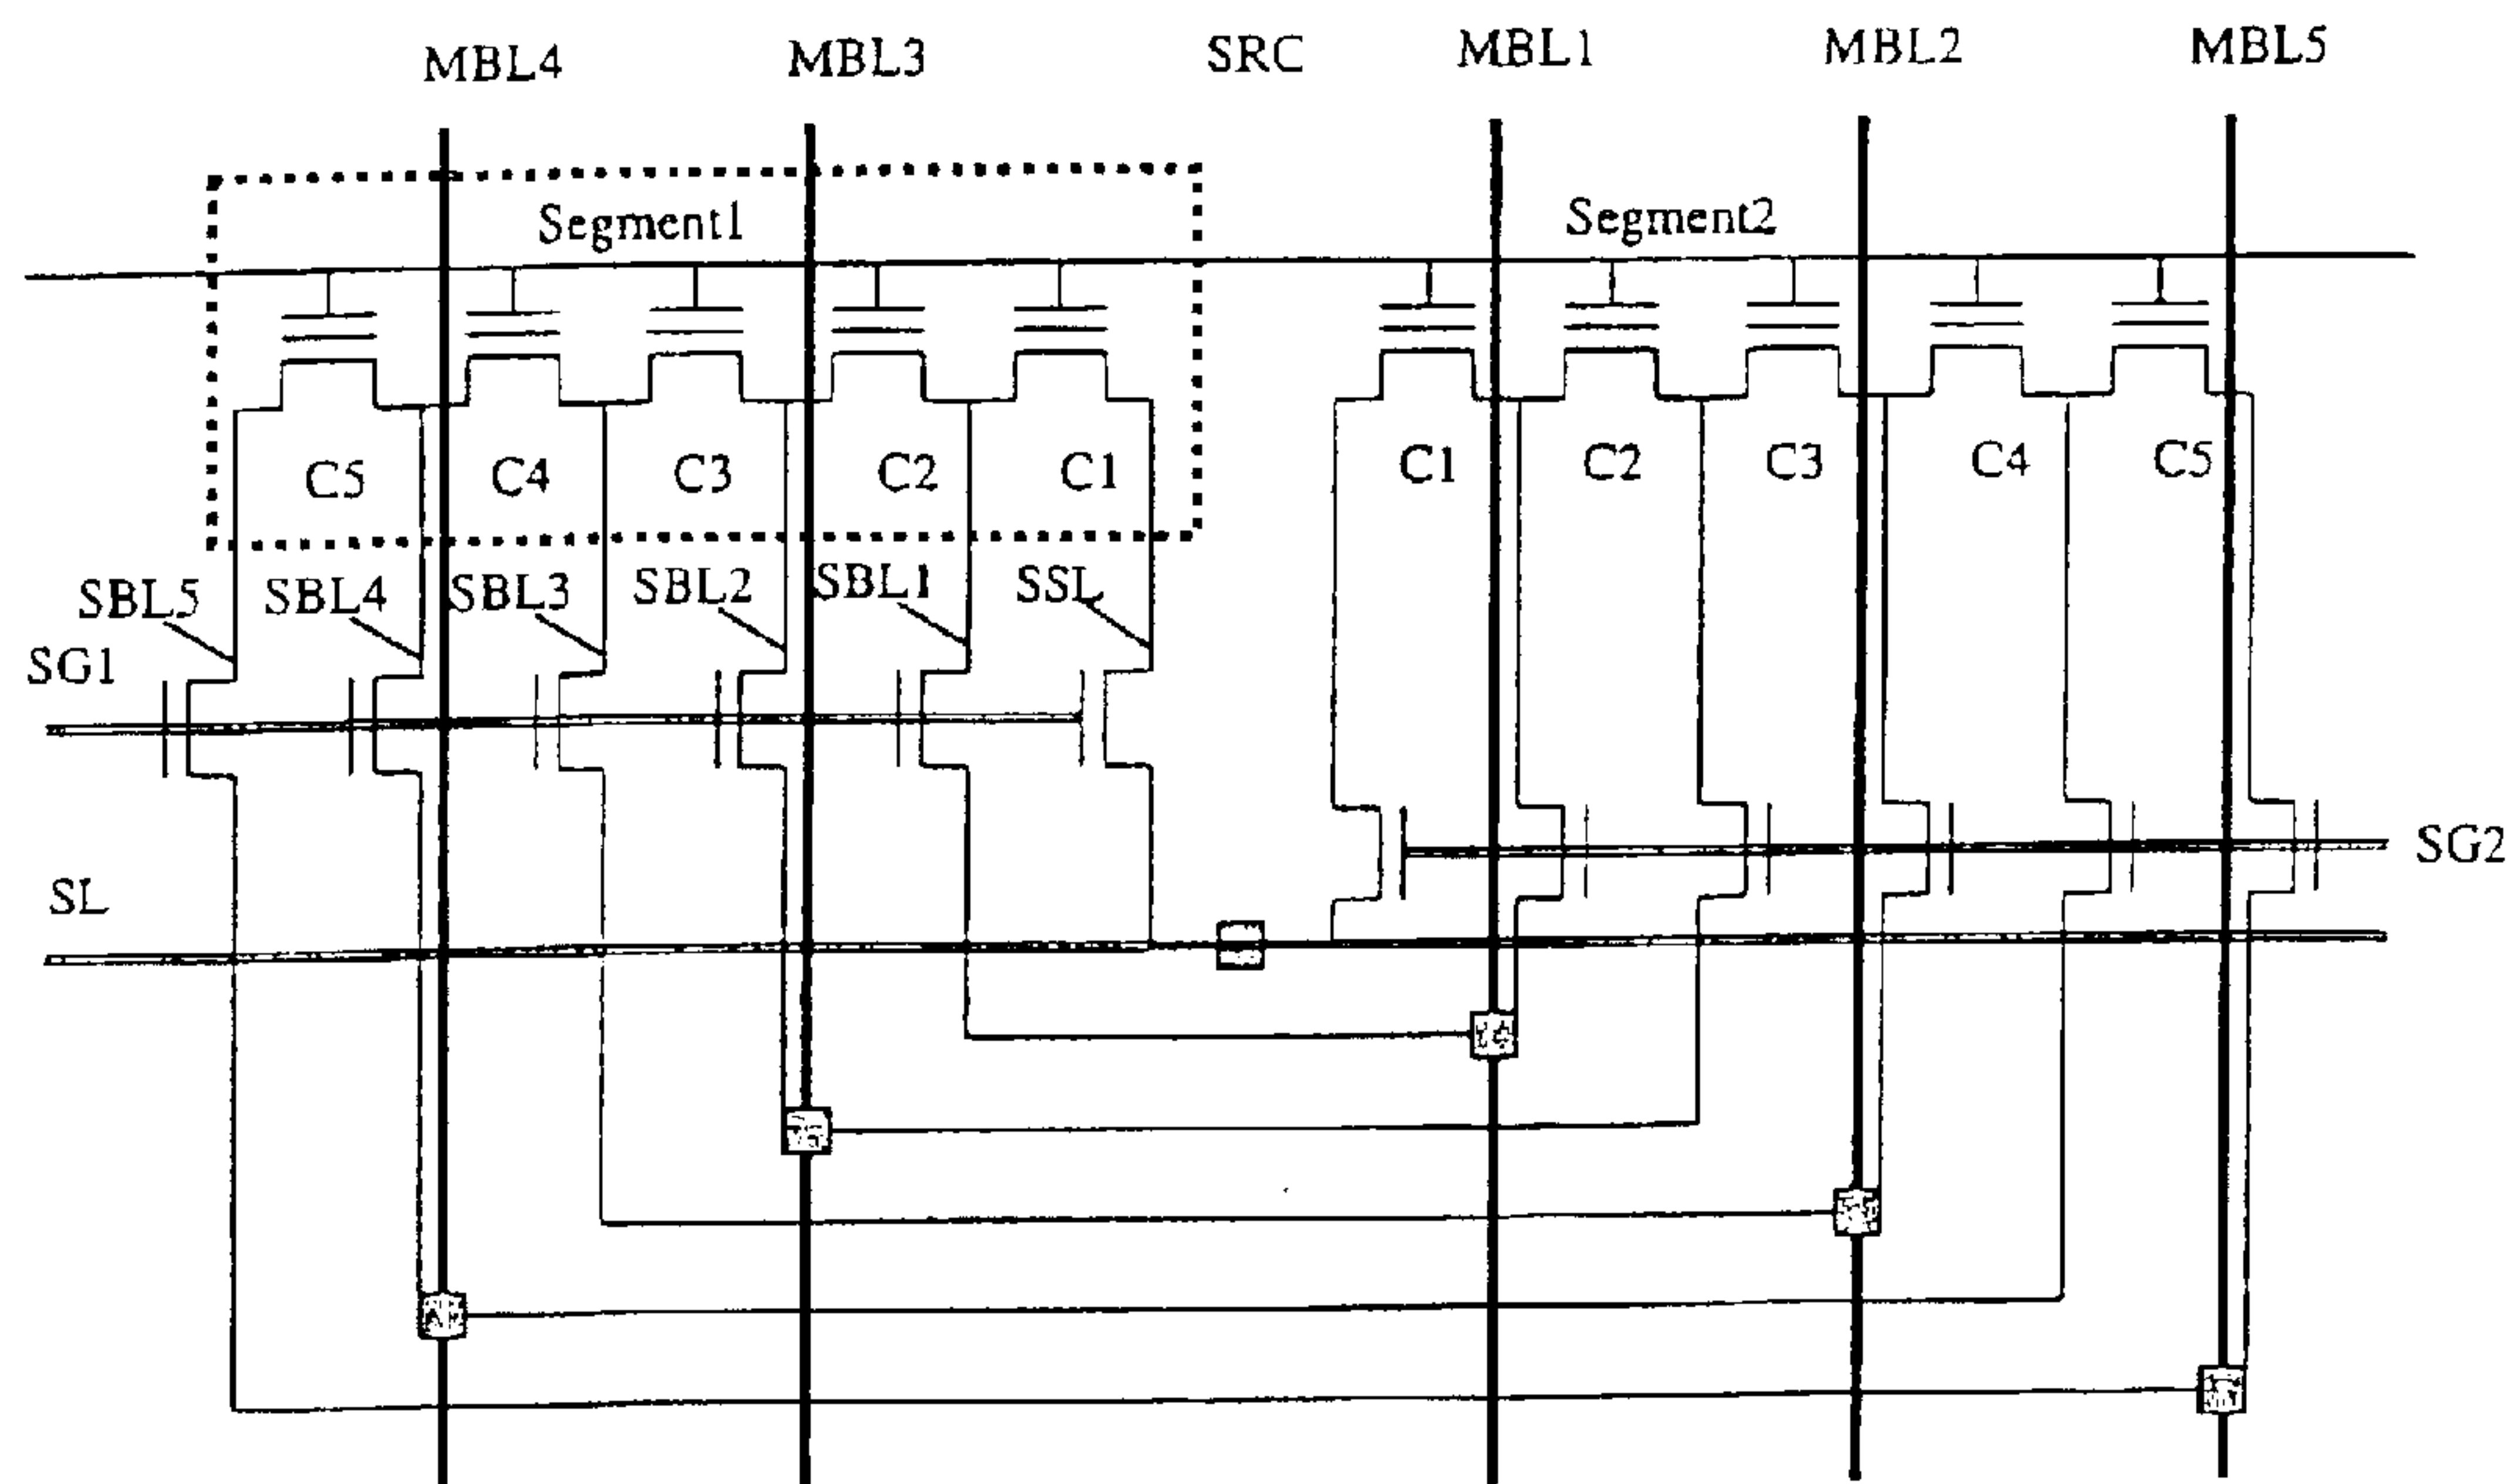 MBL4 MBL3 SRC MBL1 MBL2 MBL5
Segment1 Segment2
C5 C4 C3 C2 C1 C1 C2 C3 C4 C5
SBL5 SBL4 SBL3 SBL2 SBL1 SSL
SG1
SG2
SL